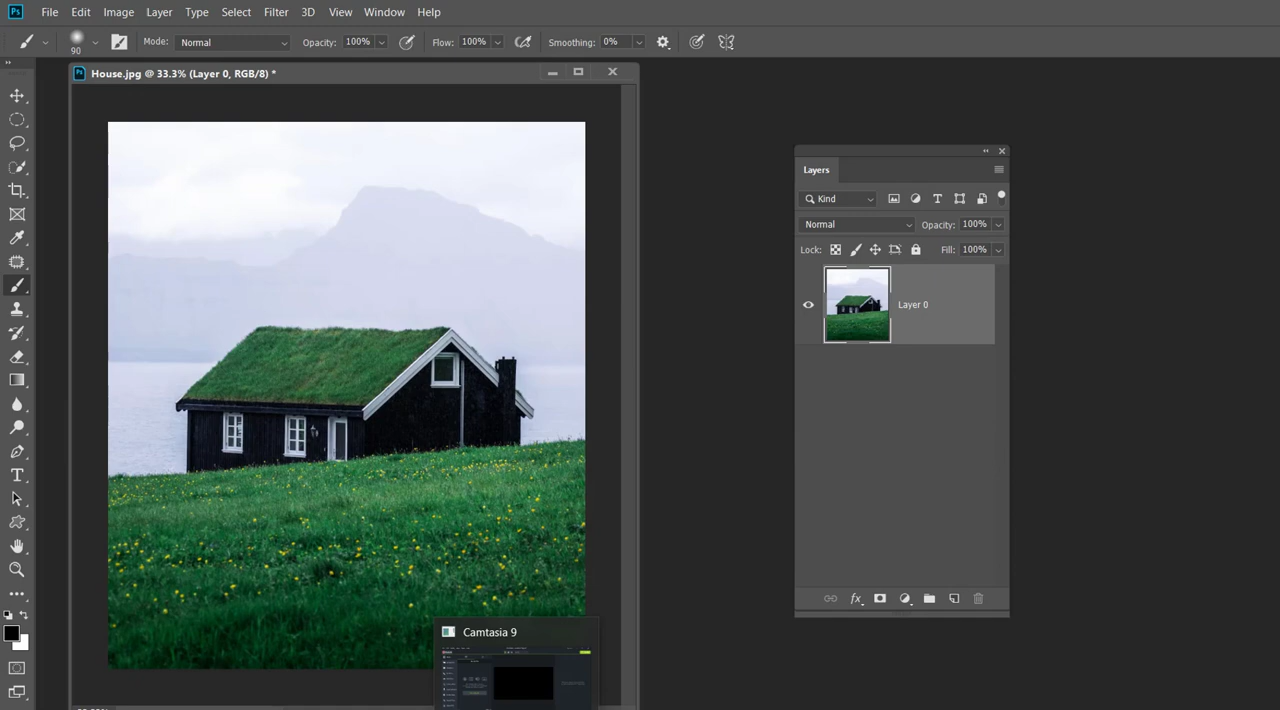 Ps File Edit Image Layer Type Select Filter 3D View Window Help
90 Mode: Normal Opacity: 100% Flow: 100% Smoothing: 0%
Ps House.jpg @ 33.3% (Layer 0, RGB/8) *
Layers
Kind
Normal Opacity: 100%
Lock: Fill: 100%
Layer 0
fx
Camtasia 9